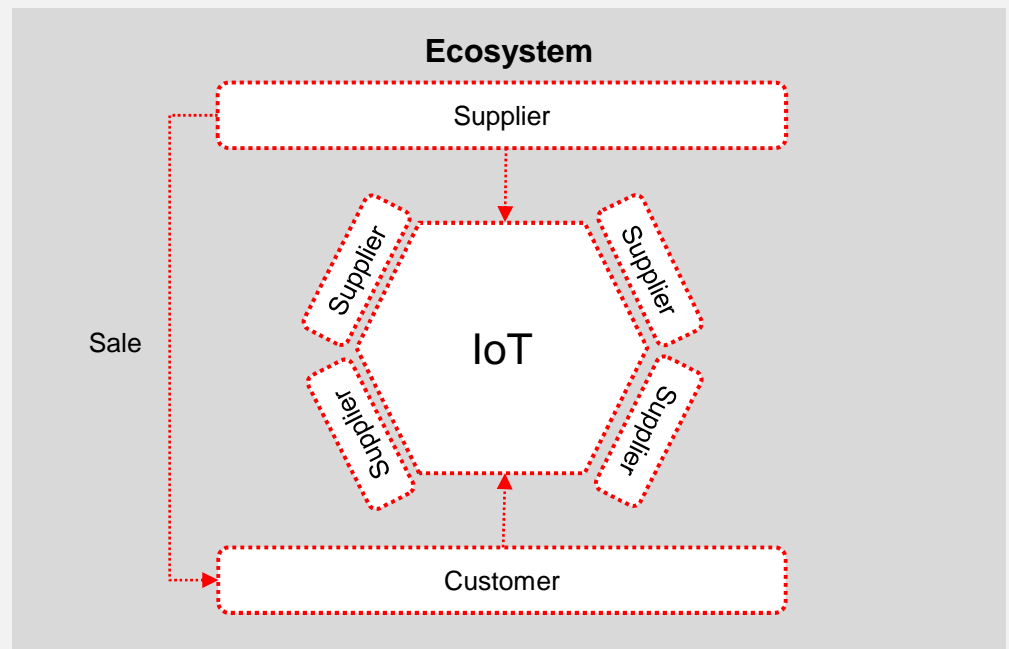 Ecosystem
Supplier
Supplier
Supplier
Sale
IoT
Supplier
Supplier
Customer